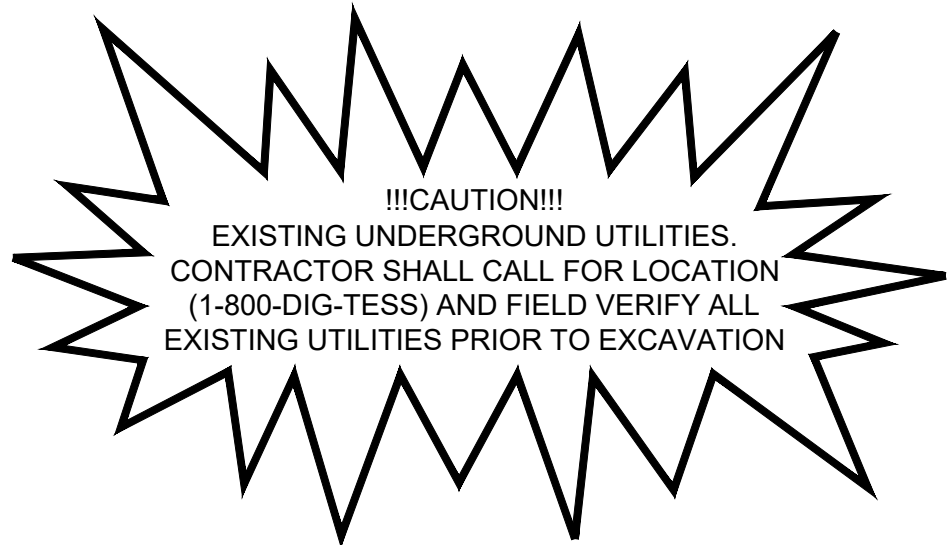 !!!CAUTION!!!
EXISTING UNDERGROUND UTILITIES.
CONTRACTOR SHALL CALL FOR LOCATION
(1-800-DIG-TESS) AND FIELD VERIFY ALL
EXISTING UTILITIES PRIOR TO EXCAVATION